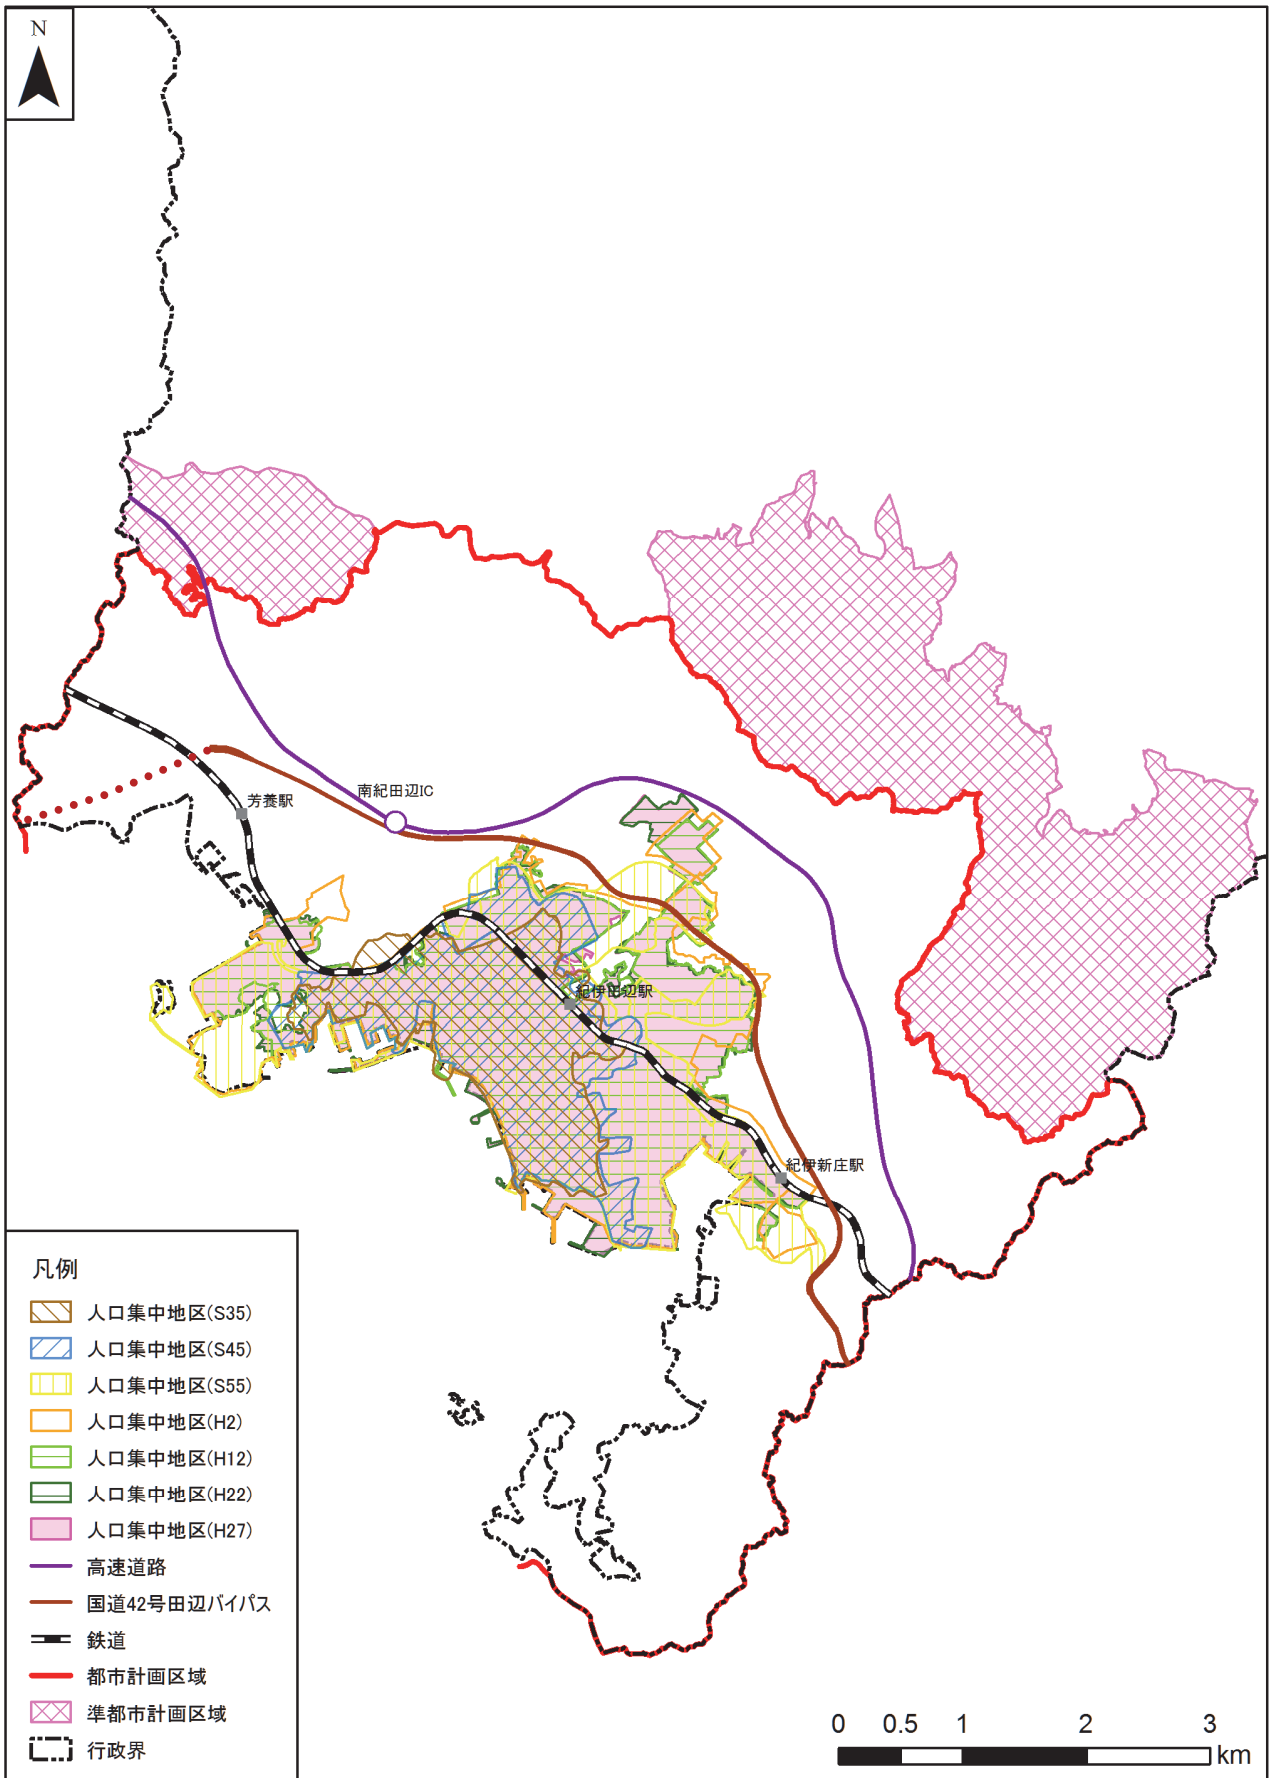 N
芳養駅
南紀田辺IC
紀伊田辺駅
紀伊新庄駅
凡例
人口集中地区(S35)
人口集中地区(S45)
人口集中地区(S55)
人口集中地区(H2)
人口集中地区(H12)
人口集中地区(H22)
人口集中地区(H27)
高速道路
国道42号田辺バイパス
鉄道
都市計画区域
準都市計画区域
行政界
0 0.5 1 2 3
km